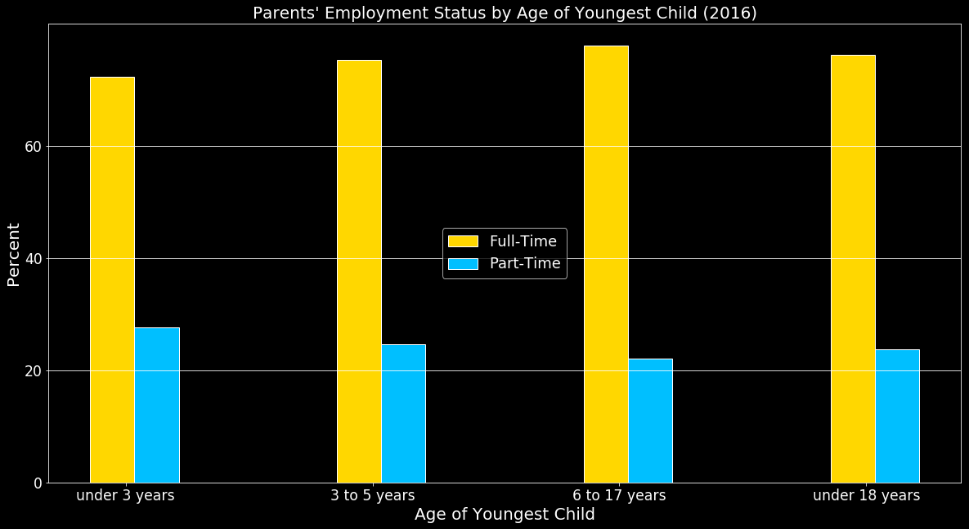 Parents' Employment Status by Age of Youngest Child (2016)
60
40
20
0
Percent
Full-Time
Part-Time
under 3 years
3 to 5 years
6 to 17 years
under 18 years
Age of Youngest Child